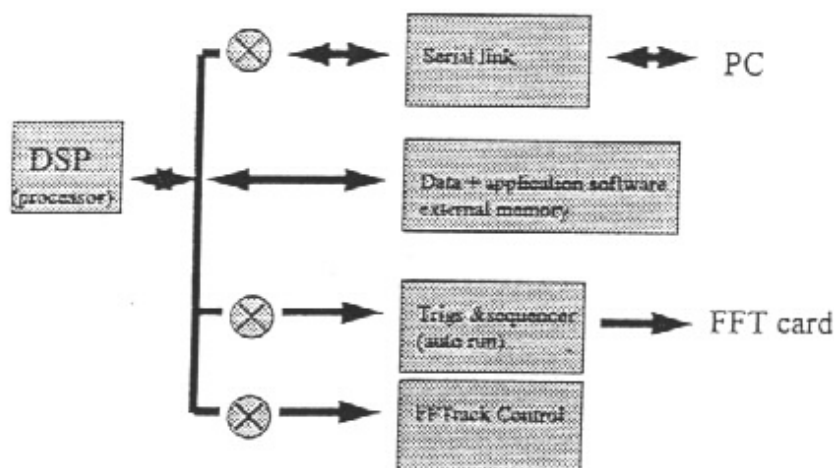 Serial link
PC
DSP
(processor)
Data + application software
external memory
Trigs & sequencer
(auto run)
FFT card
FFTrack Control